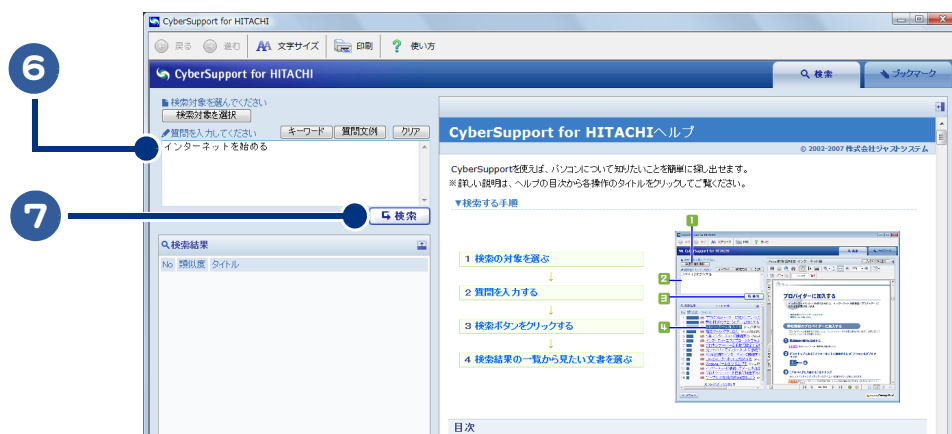 CyberSupport for HITACHI
戻る 進む 文字サイズ 印刷 使い方
CyberSupport for HITACHI
検索 ブックマーク
6
検索対象を選んでください
検索対象を選択
質問を入力してください キーワード 質問文例 クリア
インターネットを始める
7
検索
検索結果
No 類似度 タイトル
CyberSupport for HITACHIヘルプ
© 2002-2007 株式会社ジャストシステム
CyberSupportを使えば、パソコンについて知りたいことを簡単に探し出せます。
※詳しい説明は、ヘルプの目次から各操作のタイトルをクリックしてご覧ください。
▼検索する手順
1 検索の対象を選ぶ
↓
2 質問を入力する
↓
3 検索ボタンをクリックする
↓
4 検索結果の一覧から見たい文書を選ぶ
1
2
3
4
プロバイダーに加入する
目次